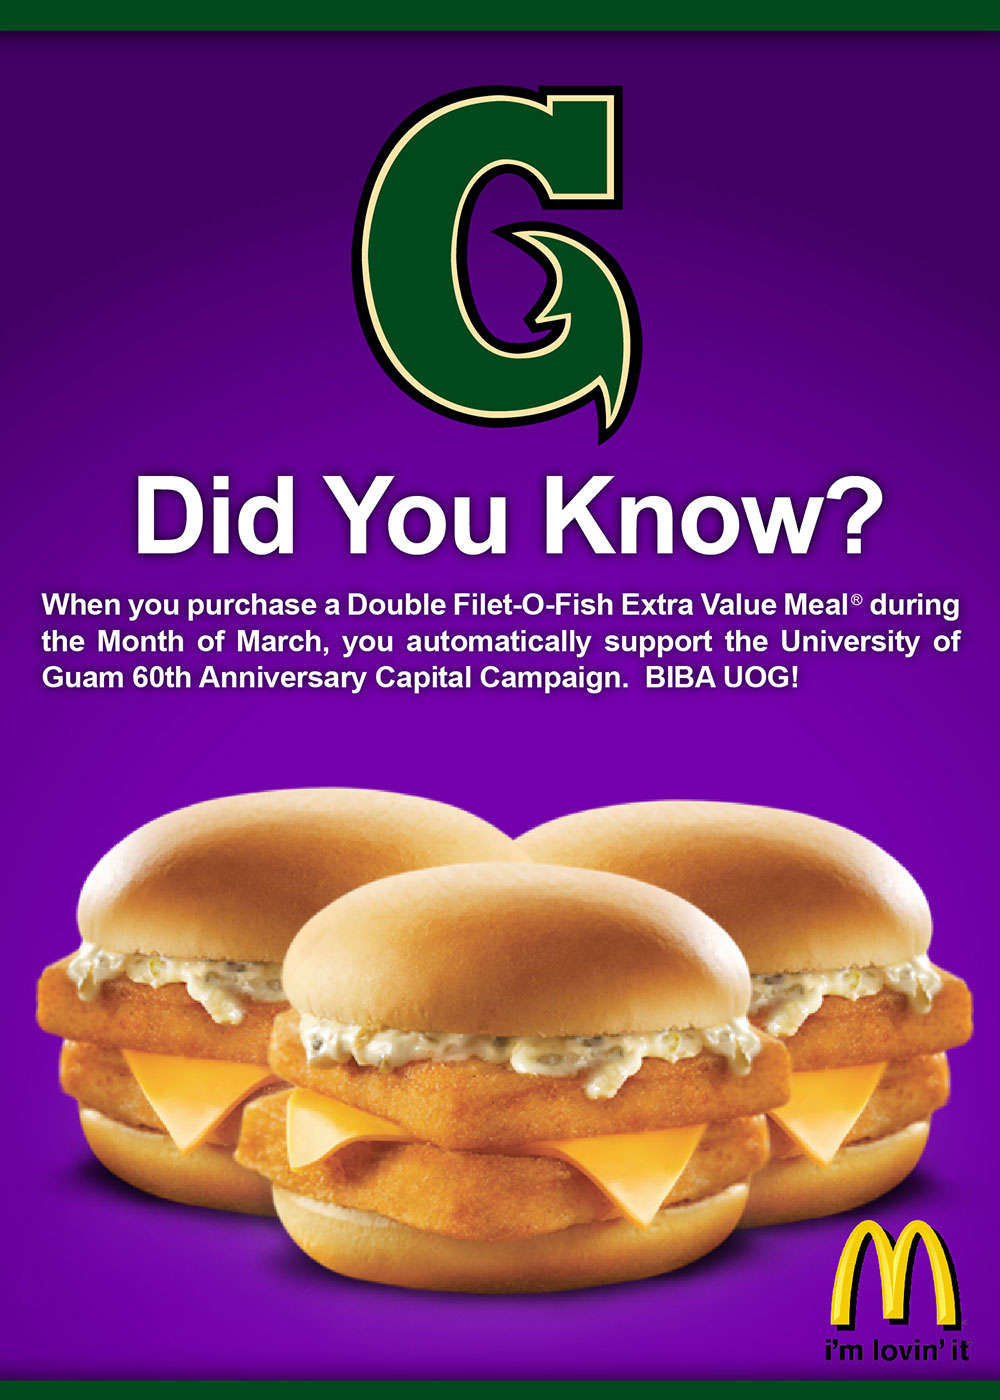 G
Did You Know?
When you purchase a Double Filet-O-Fish Extra Value Meal® during
the Month of March, you automatically support the University of
Guam 60th Anniversary Capital Campaign.  BIBA UOG!
M
i'm lovin' it